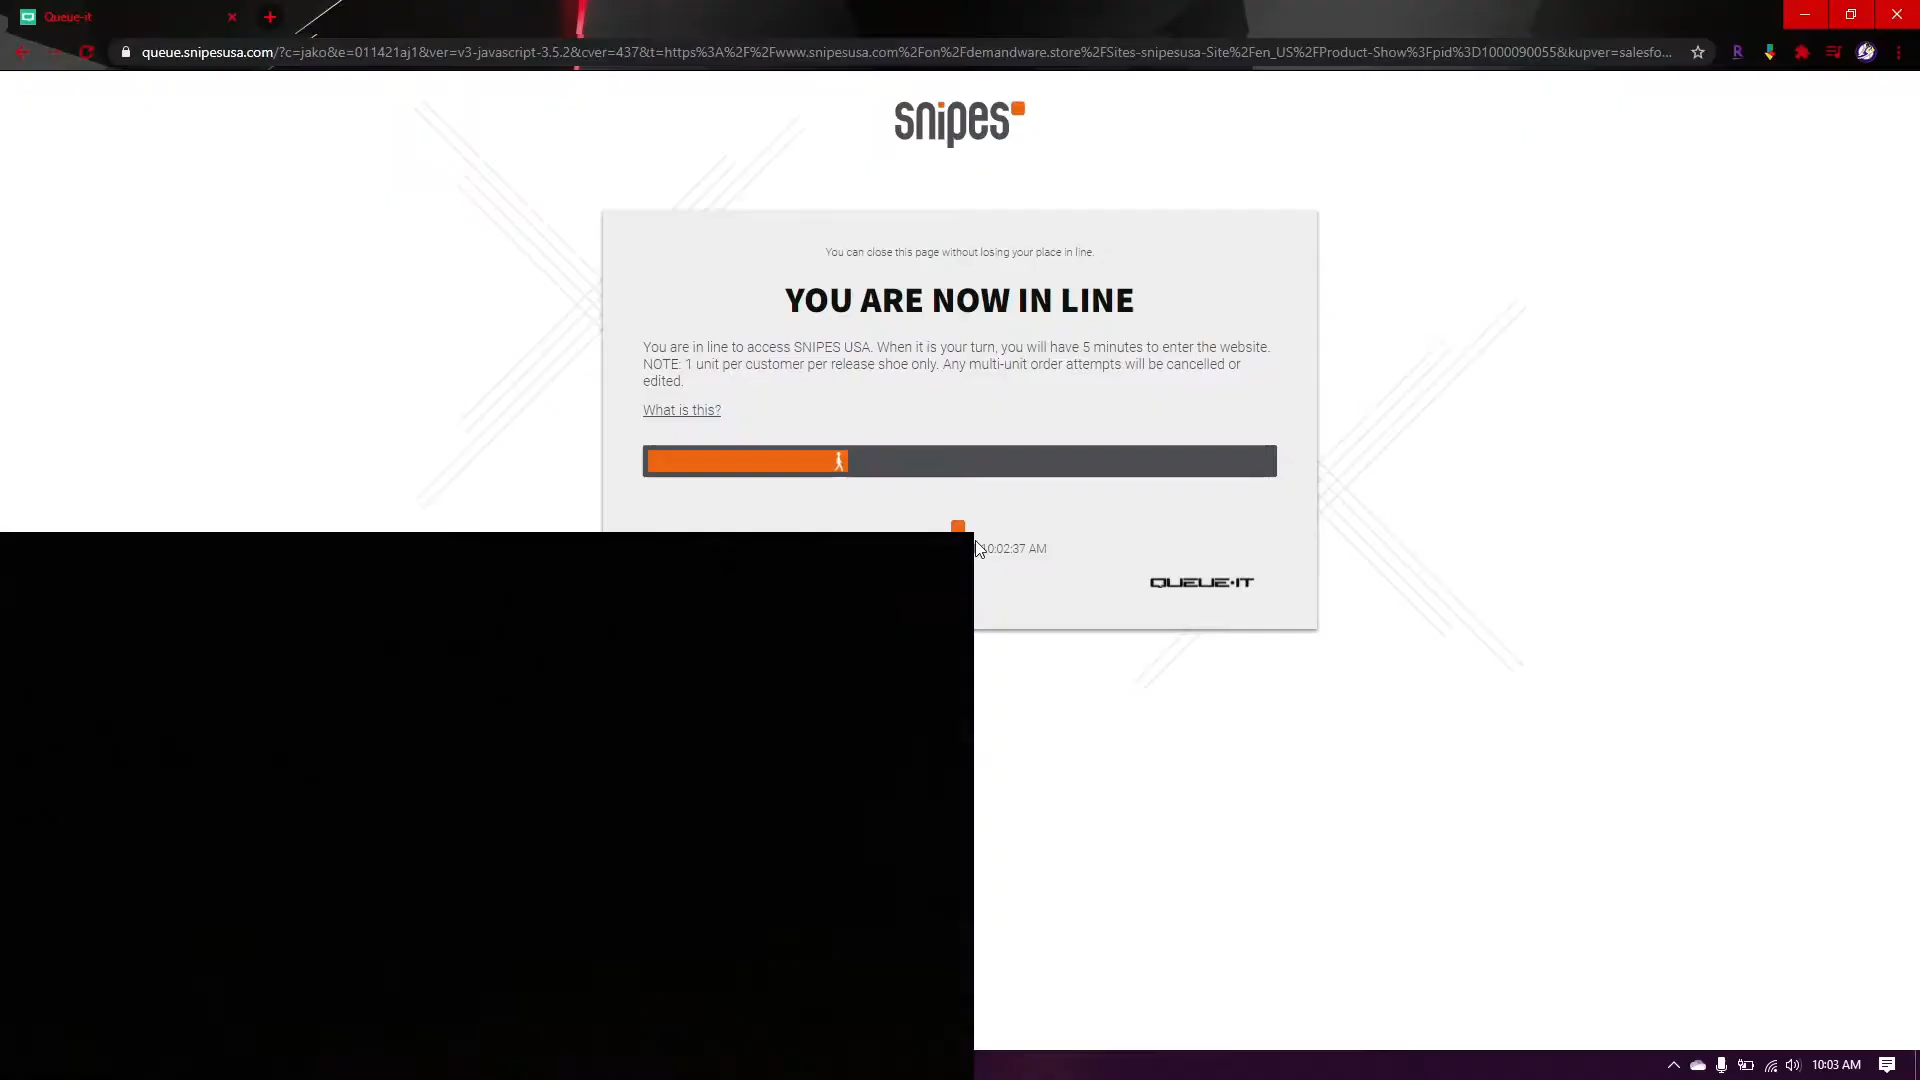 Queue-it
queue.snipesusa.com/?c=jako&e=011421aj1&ver=v3-javascript-3.5.2&cver=437&t=https%3A%2F%2Fwww.snipesusa.com%2Fon%2Fdemandware.store%2FSites-snipesusa-Site%2Fen_US%2FProduct-Show%3Fpid%3D1000090055&kupver=salesfo...
snipes
You can close this page without losing your place in line.
YOU ARE NOW IN LINE
You are in line to access SNIPES USA. When it is your turn, you will have 5 minutes to enter the website.
NOTE: 1 unit per customer per release shoe only. Any multi-unit order attempts will be cancelled or
edited.
What is this?
10:02:37 AM
QUEUE-IT
10:03 AM